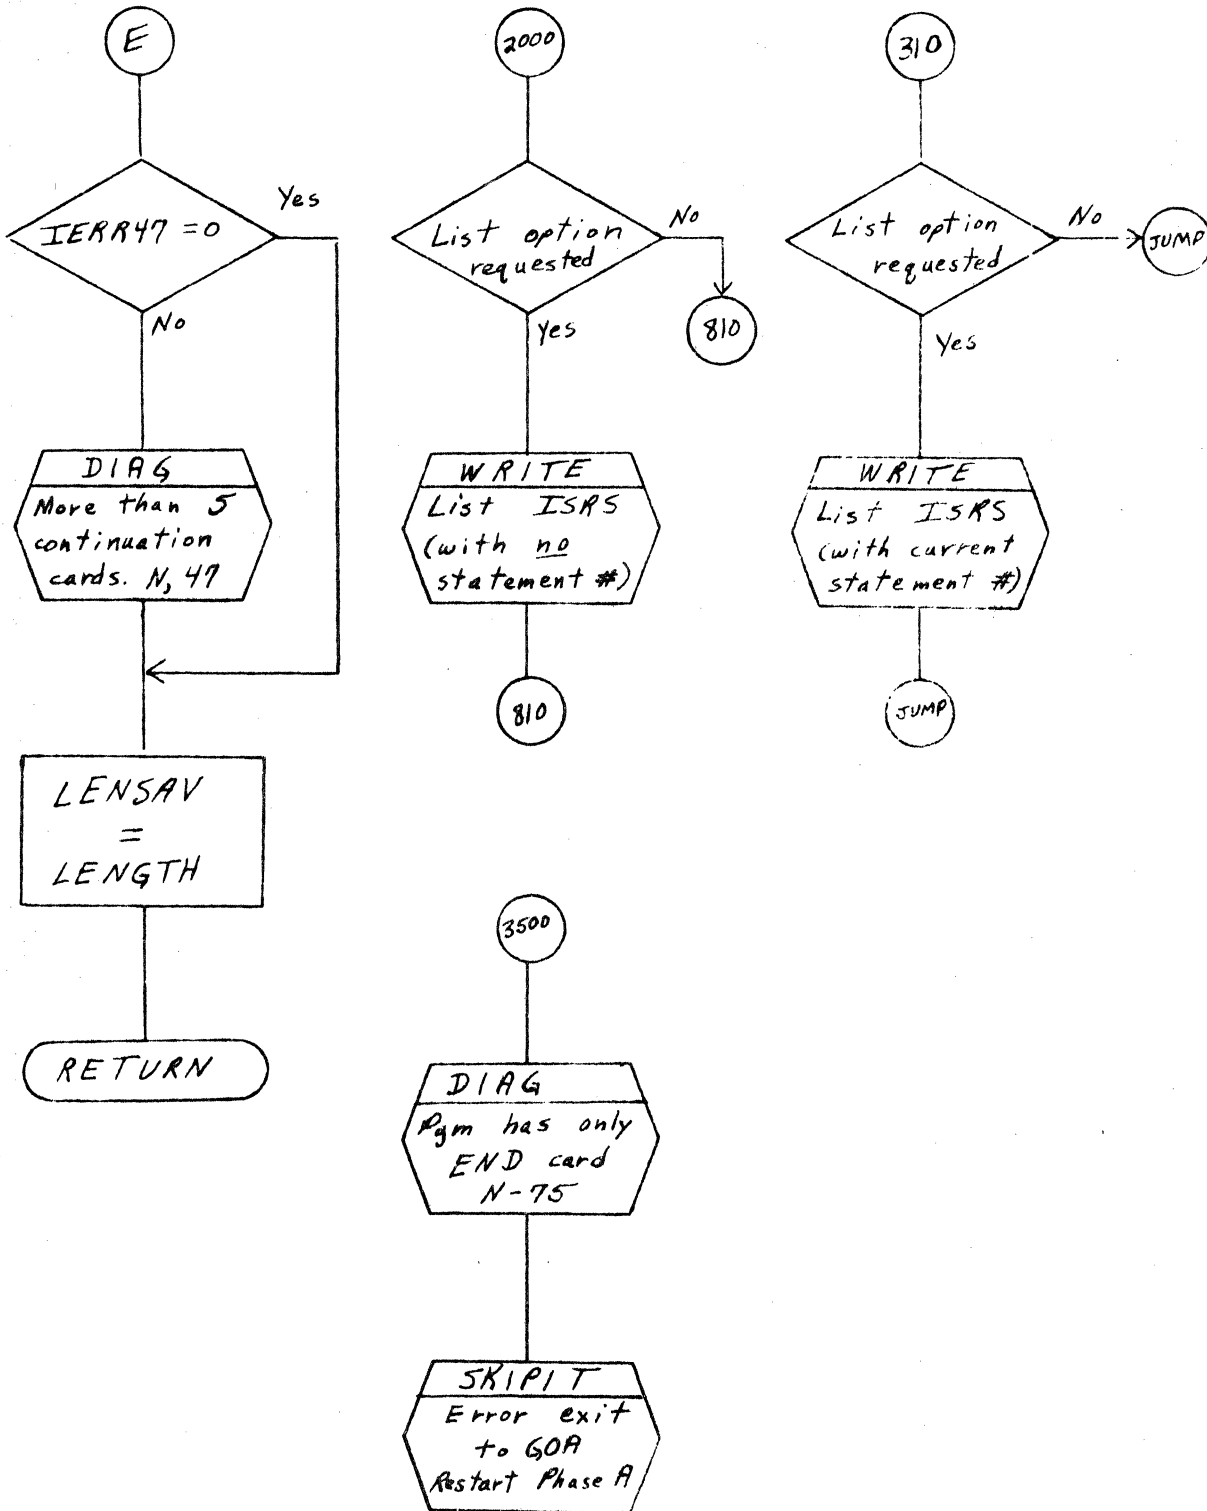 E
IERR47 = 0
Yes
No
DIAG
More than 5
continuation
cards. N, 47
LENSAV
=
LENGTH
RETURN
2000
List option
requested
No
810
Yes
WRITE
List ISRS
(with no
statement #)
810
310
List option
requested
No
JUMP
Yes
WRITE
List ISRS
(with current
statement #)
JUMP
3500
DIAG
Pgm has only
END card
N-75
SKIPIT
Error exit
to GOA
Restart Phase A